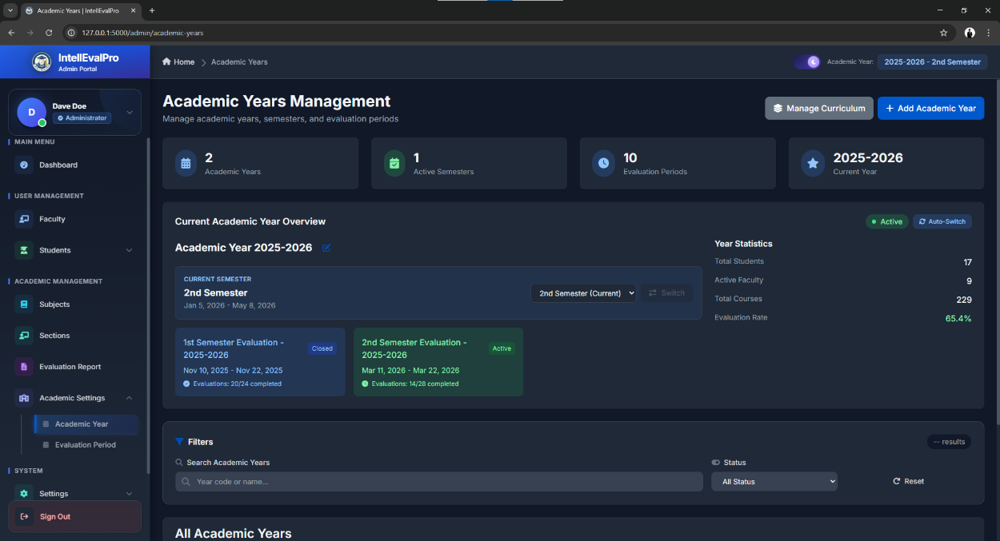 Academic Years | IntellEvalPro
127.0.0.1:5000/admin/academic-years
IntellEvalPro
Admin Portal
D
Dave Doe
Administrator
MAIN MENU
Dashboard
USER MANAGEMENT
Faculty
Students
ACADEMIC MANAGEMENT
Subjects
Sections
Evaluation Report
Academic Settings
Academic Year
Evaluation Period
SYSTEM
Settings
Sign Out
Home
Academic Years
Academic Year:
2025-2026 - 2nd Semester
Academic Years Management
Manage academic years, semesters, and evaluation periods
Manage Curriculum
Add Academic Year
2
Academic Years
1
Active Semesters
10
Evaluation Periods
2025-2026
Current Year
Current Academic Year Overview
Active
Auto-Switch
Academic Year 2025-2026
CURRENT SEMESTER
2nd Semester
Jan 5, 2026 - May 8, 2026
2nd Semester (Current)
Switch
1st Semester Evaluation -
2025-2026
Closed
Nov 10, 2025 - Nov 22, 2025
Evaluations: 20/24 completed
2nd Semester Evaluation -
2025-2026
Active
Mar 11, 2026 - Mar 22, 2026
Evaluations: 14/28 completed
Year Statistics
Total Students 17
Active Faculty 9
Total Courses 229
Evaluation Rate 65.4%
Filters
-- results
Search Academic Years
Year code or name...
Status
All Status
Reset
All Academic Years